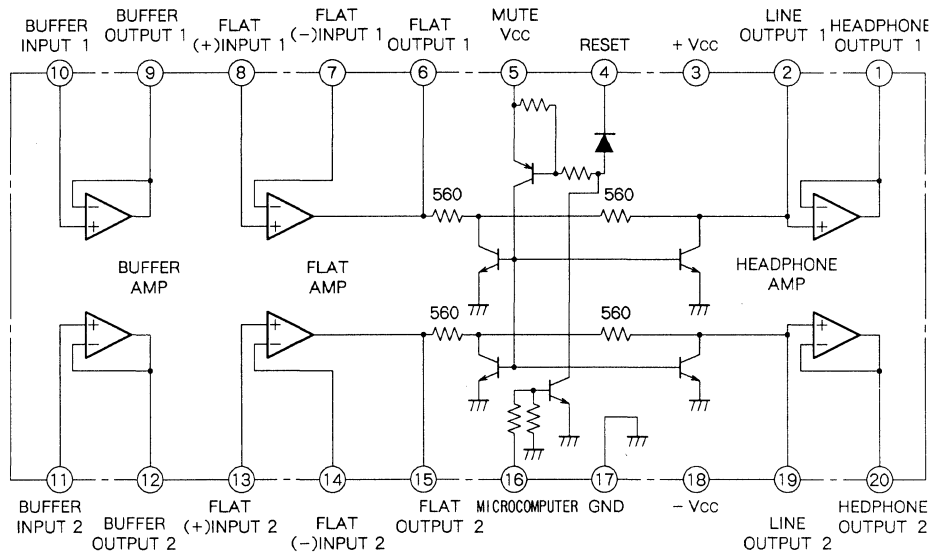 BUFFER
INPUT 1
BUFFER
OUTPUT 1
FLAT
(+)INPUT 1
FLAT
(−)INPUT 1
FLAT
OUTPUT 1
MUTE
Vcc
RESET
+ Vcc
LINE
OUTPUT 1
HEADPHONE
OUTPUT 1
10
9
8
7
6
5
4
3
2
1
560
560
−
+
−
+
−
+
BUFFER
AMP
FLAT
AMP
HEADPHONE
AMP
560
560
+
−
+
−
+
−
11
12
13
14
15
16
17
18
19
20
BUFFER
INPUT 2
BUFFER
OUTPUT 2
FLAT
(+)INPUT 2
FLAT
(−)INPUT 2
FLAT
OUTPUT 2
MICROCOMPUTER
GND
− Vcc
LINE
OUTPUT 2
HEDPHONE
OUTPUT 2